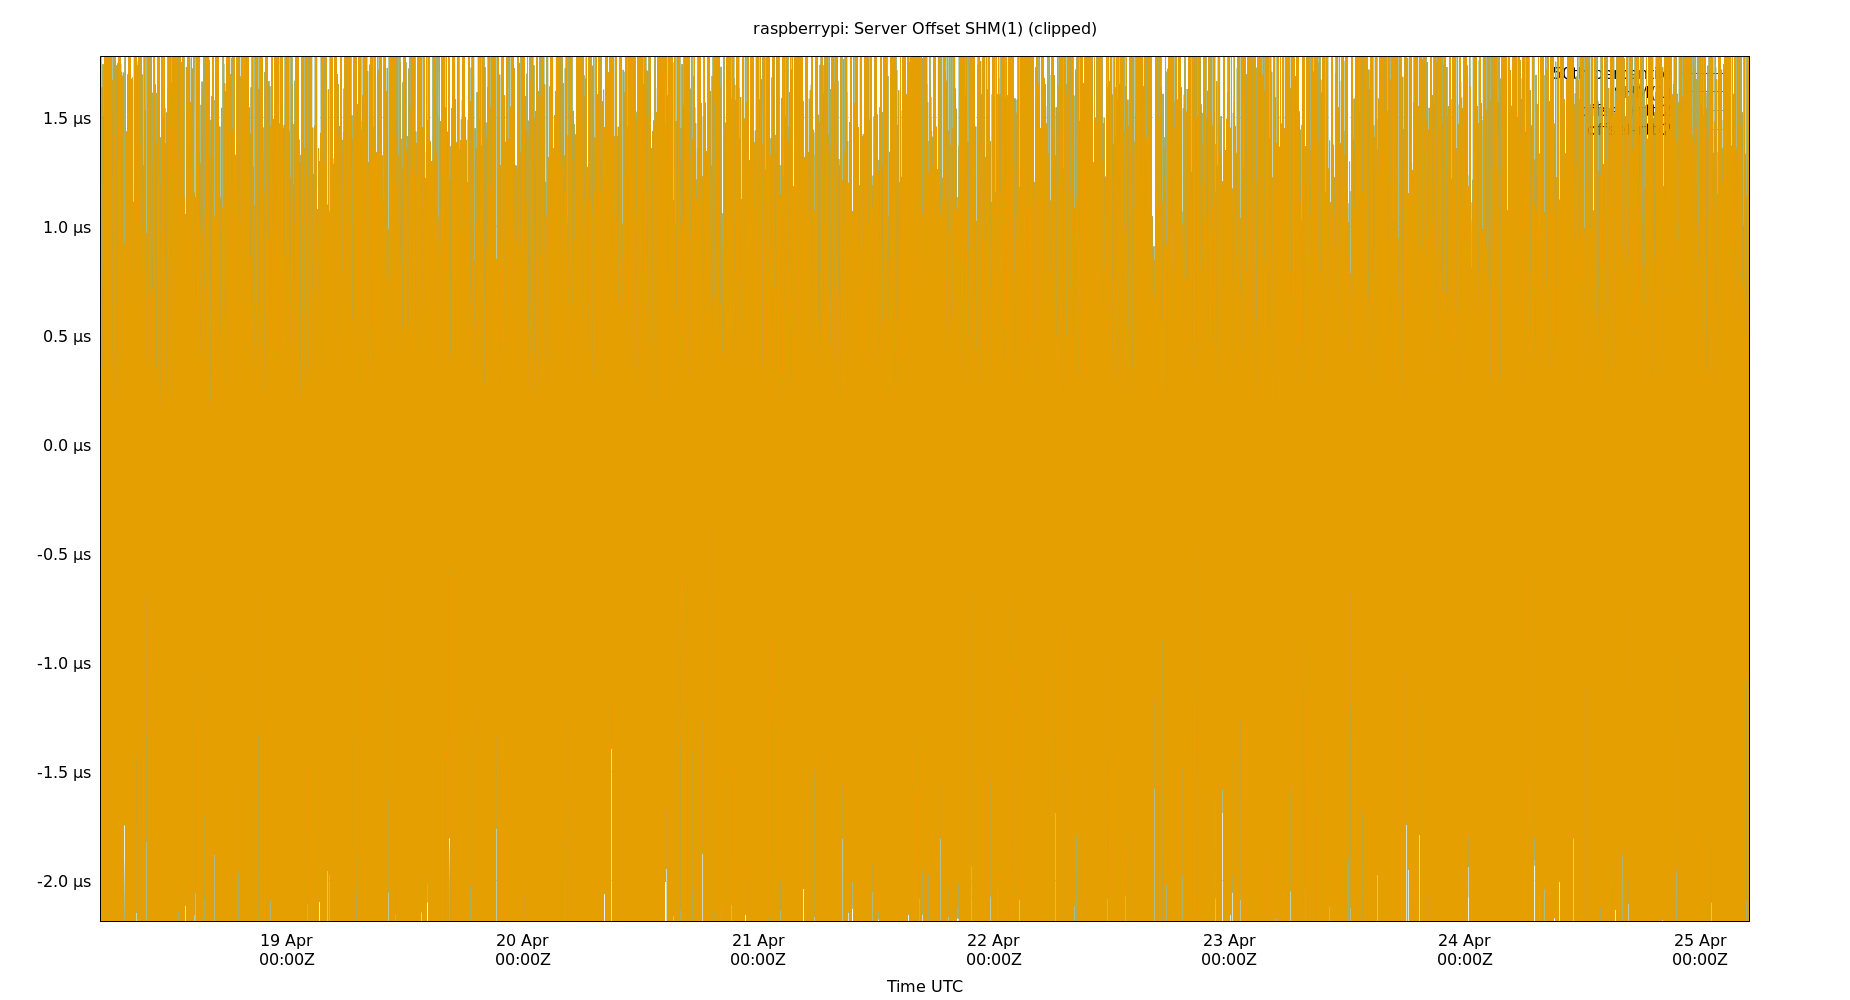 raspberrypi: Server Offset SHM(1) (clipped)
1.5 µs
1.0 µs
0.5 µs
0.0 µs
-0.5 µs
-1.0 µs
-1.5 µs
-2.0 µs
19 Apr 20 Apr 21 Apr 22 Apr 23 Apr 24 Apr 25 Apr
00:00Z 00:00Z 00:00Z 00:00Z 00:00Z 00:00Z 00:00Z
Time UTC